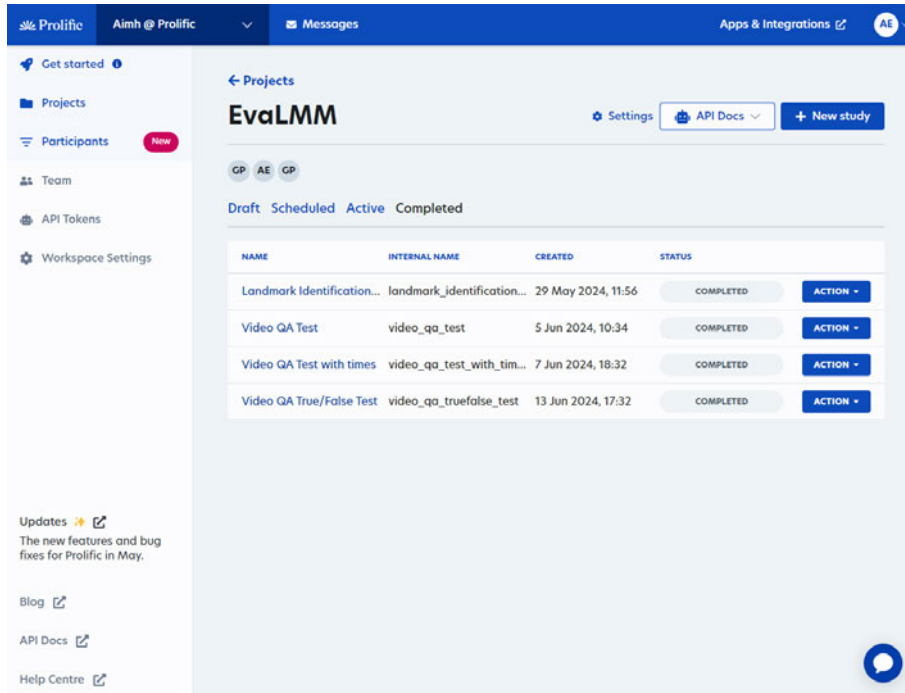 Prolific Aimh @ Prolific Messages Apps & Integrations AE
Get started
Projects
Participants New
Team
API Tokens
Workspace Settings
Updates
The new features and bug
fixes for Prolific in May.
Blog
API Docs
Help Centre
Projects
EvaLMM Settings API Docs + New study
GP AE GP
Draft Scheduled Active Completed
NAME INTERNAL NAME CREATED STATUS
Landmark Identification... landmark_identification... 29 May 2024, 11:56 COMPLETED ACTION
Video QA Test video_qa_test 5 Jun 2024, 10:34 COMPLETED ACTION
Video QA Test with times video_qa_test_with_tim... 7 Jun 2024, 18:32 COMPLETED ACTION
Video QA True/False Test video_qa_truefalse_test 13 Jun 2024, 17:32 COMPLETED ACTION